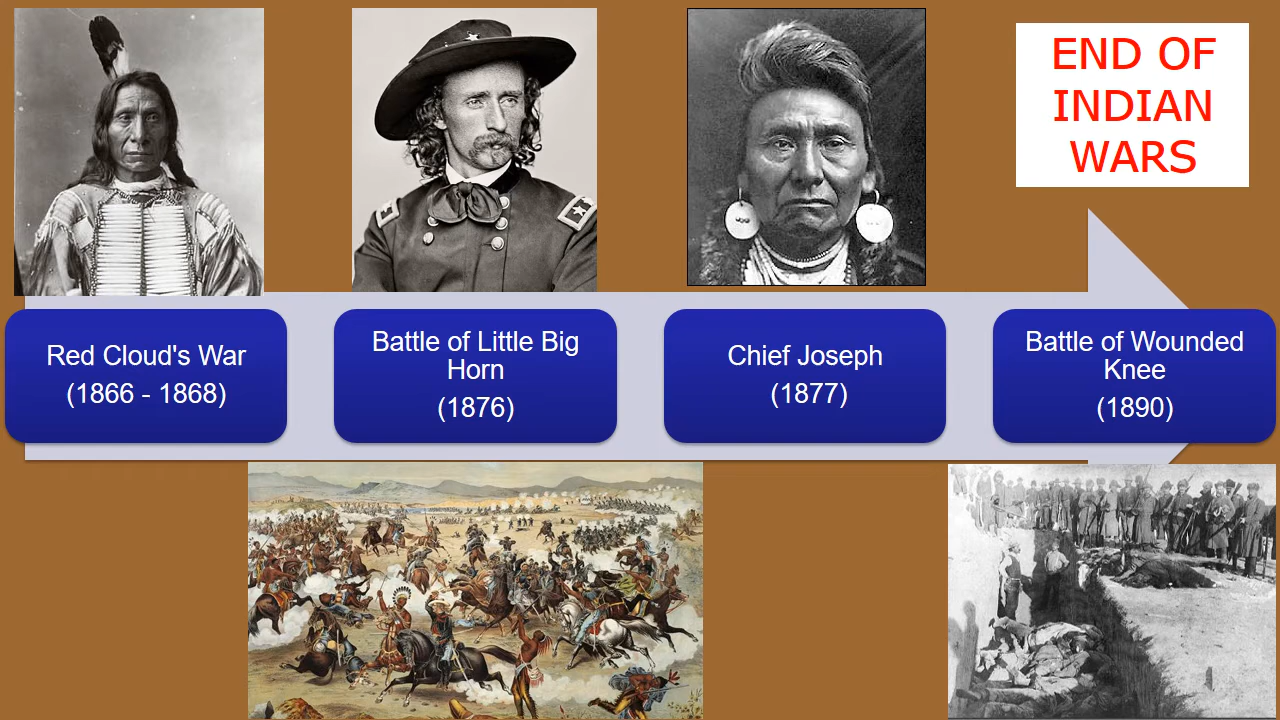 END OF
INDIAN
WARS
Red Cloud's War
(1866 - 1868)
Battle of Little Big
Horn
(1876)
Chief Joseph
(1877)
Battle of Wounded
Knee
(1890)